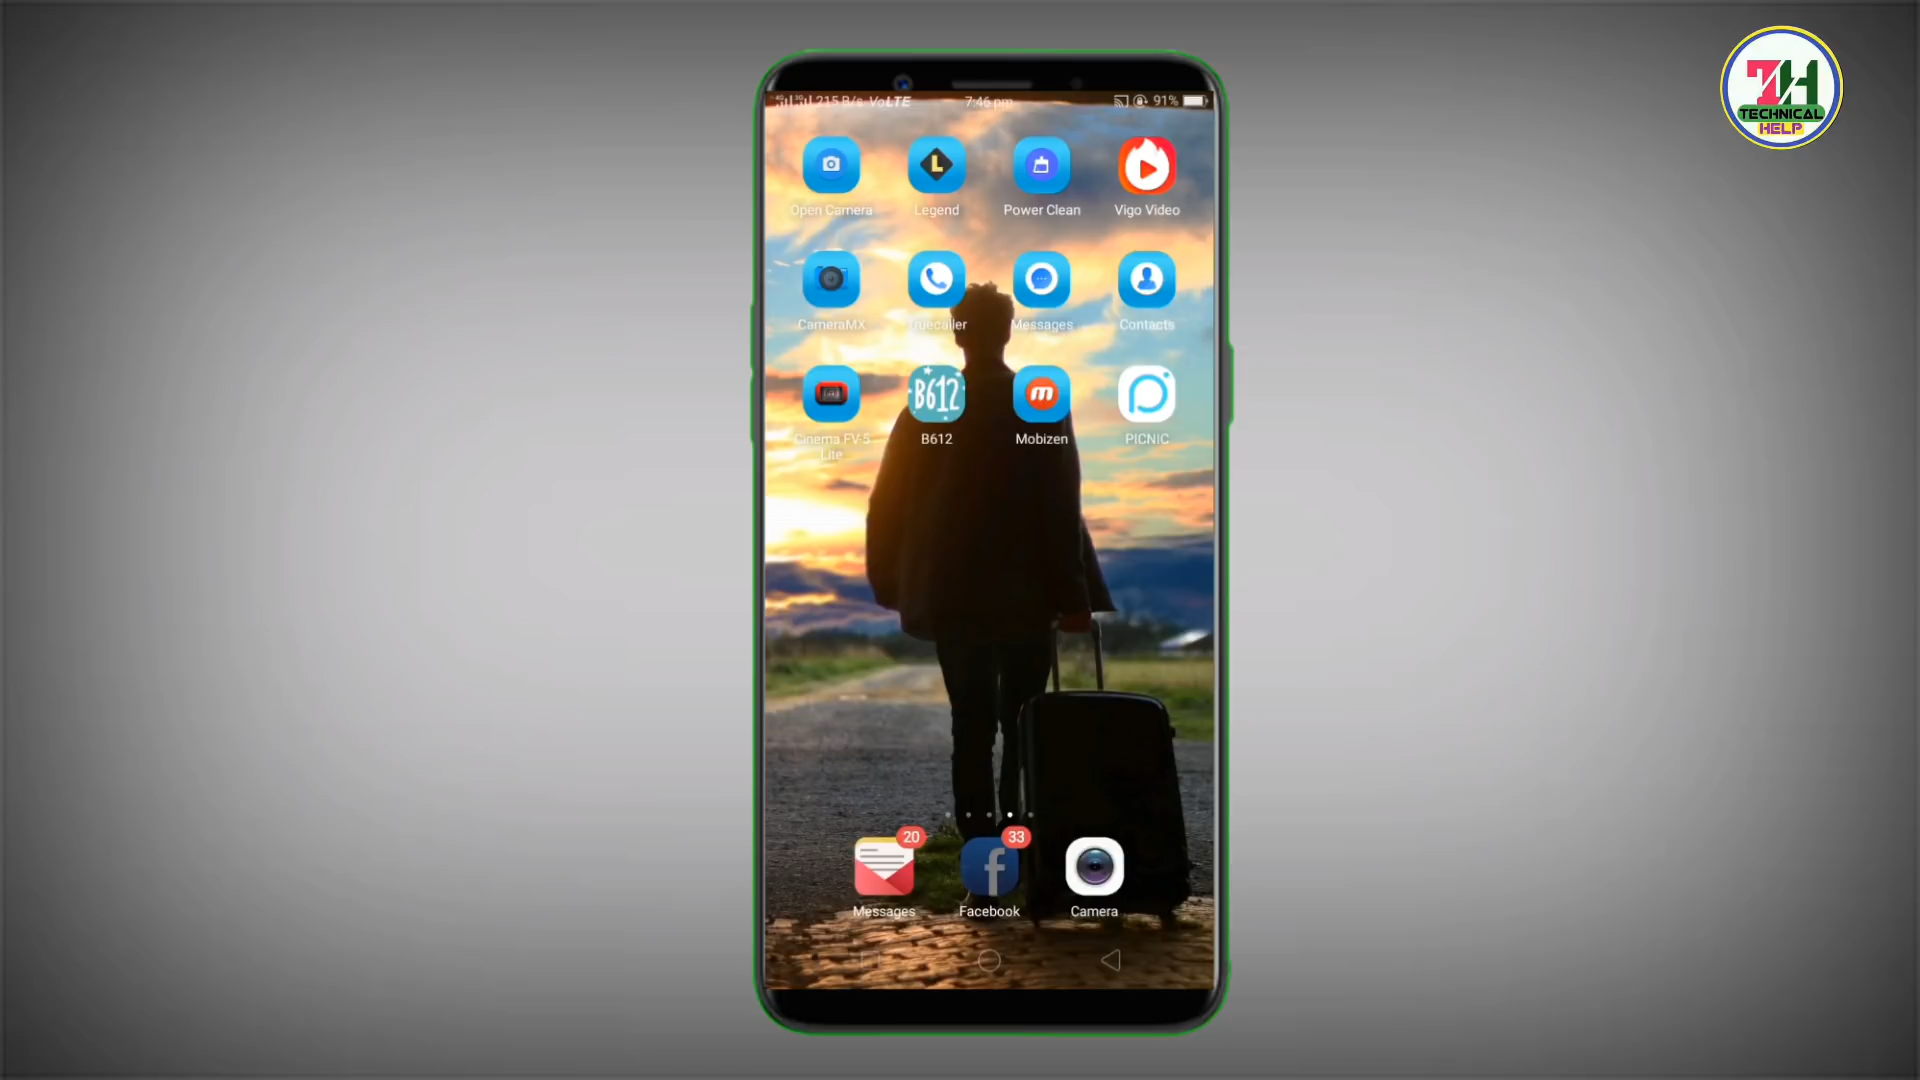 215 B/s VoLTE 7:46 pm 91%
TH
TECHNICAL
HELP
L
Open Camera Legend Power Clean Vigo Video
CameraMX Truecaller Messages Contacts
B612 m
Cinema FV-5 B612 Mobizen PICNIC
Lite
20 33
f
Messages Facebook Camera